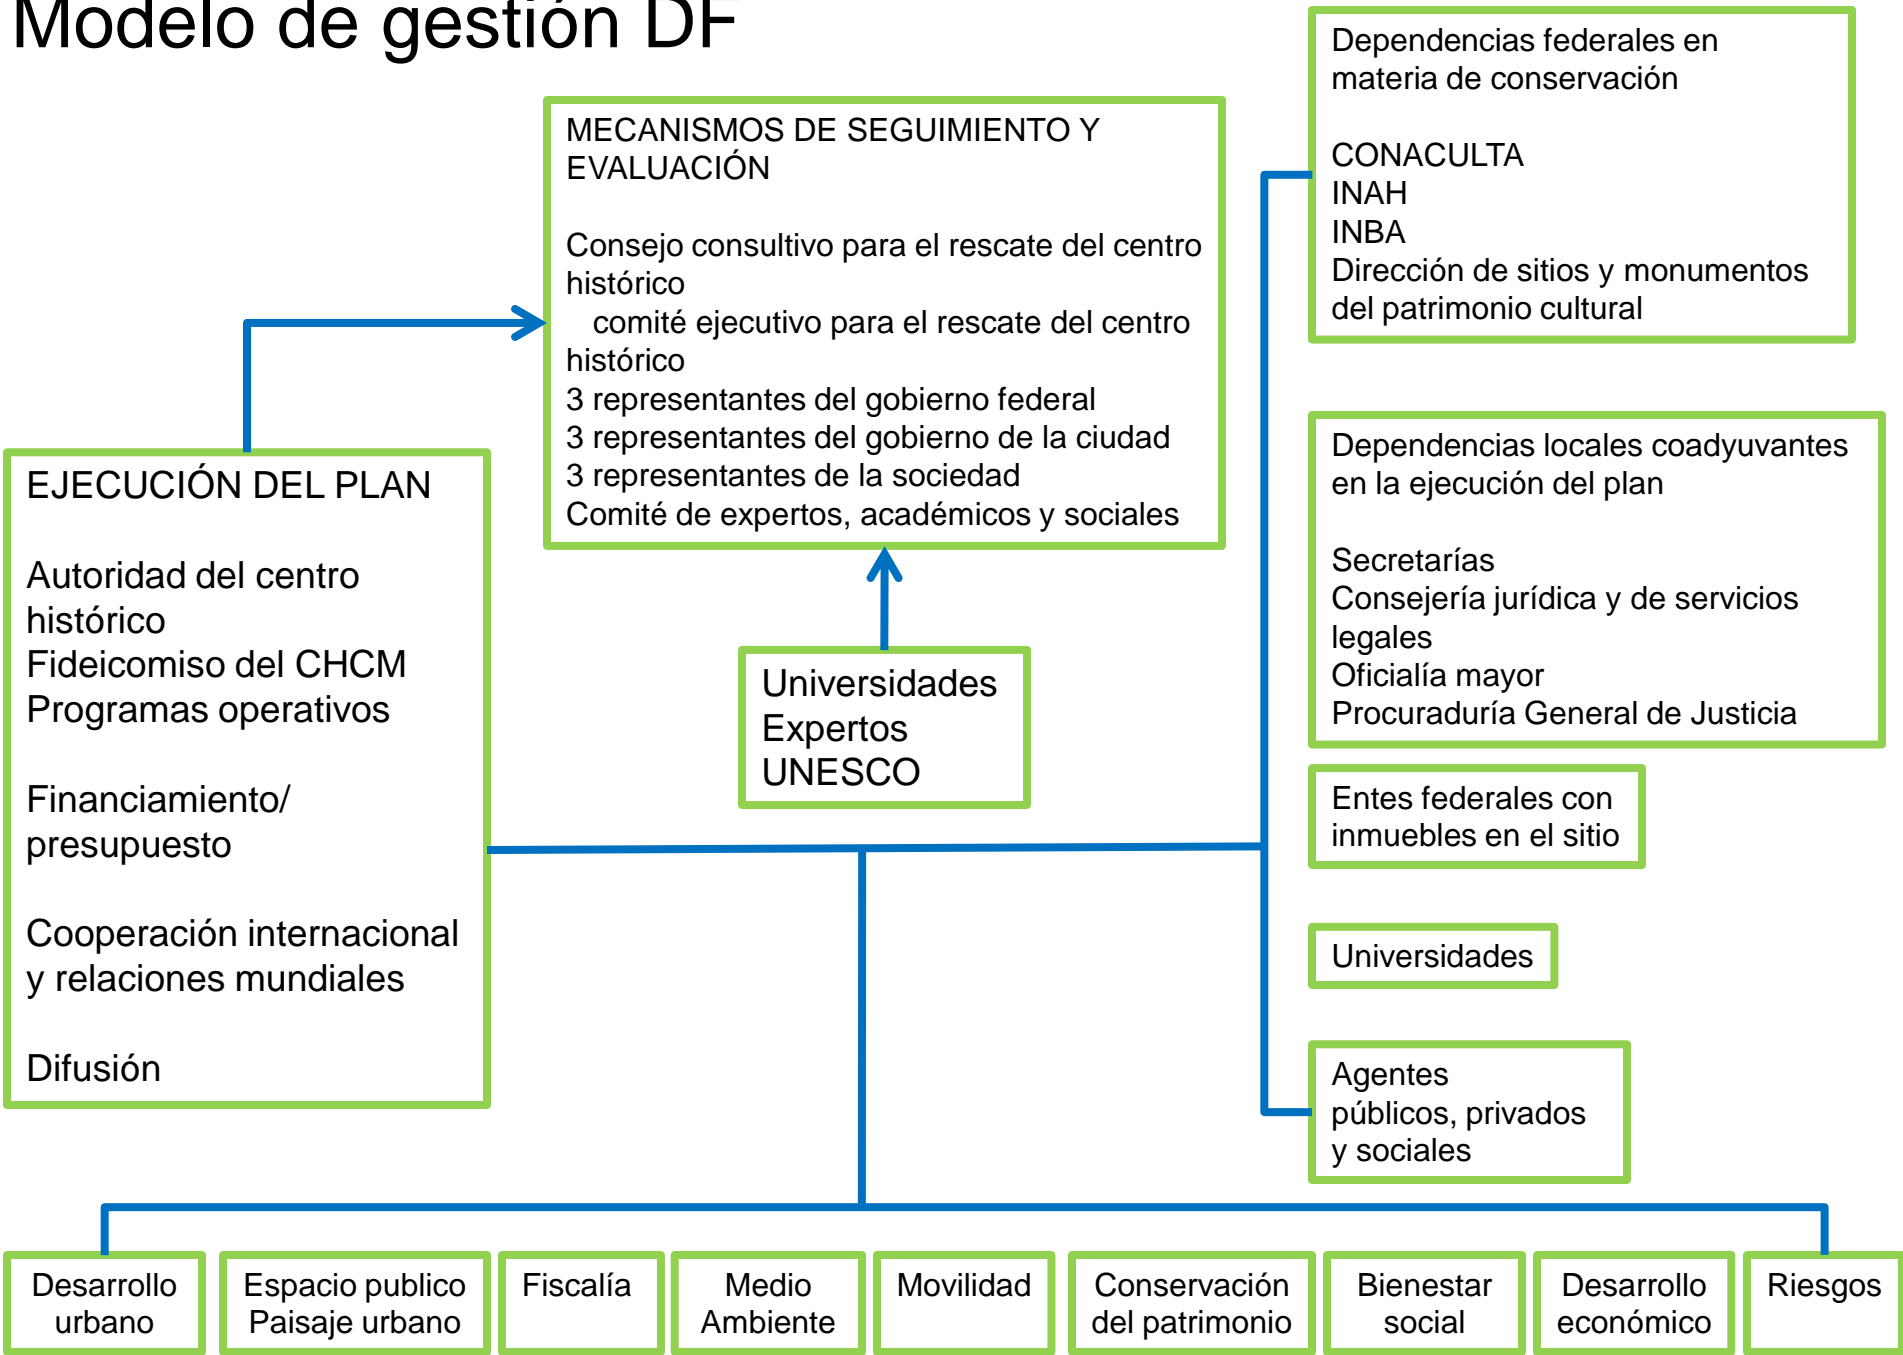 Modelo de gestión DF
MECANISMOS DE SEGUIMIENTO Y
EVALUACIÓN
Consejo consultivo para el rescate del centro
histórico
comité ejecutivo para el rescate del centro
histórico
3 representantes del gobierno federal
3 representantes del gobierno de la ciudad
3 representantes de la sociedad
Comité de expertos, académicos y sociales
Dependencias federales en
materia de conservación
CONACULTA
INAH
INBA
Dirección de sitios y monumentos
del patrimonio cultural
EJECUCIÓN DEL PLAN
Autoridad del centro
histórico
Fideicomiso del CHCM
Programas operativos
Financiamiento/
presupuesto
Cooperación internacional
y relaciones mundiales
Difusión
Universidades
Expertos
UNESCO
Dependencias locales coadyuvantes
en la ejecución del plan
Secretarías
Consejería jurídica y de servicios
legales
Oficialía mayor
Procuraduría General de Justicia
Entes federales con
inmuebles en el sitio
Universidades
Agentes
públicos, privados
y sociales
Desarrollo
urbano
Espacio publico
Paisaje urbano
Fiscalía
Medio
Ambiente
Movilidad
Conservación
del patrimonio
Bienestar
social
Desarrollo
económico
Riesgos